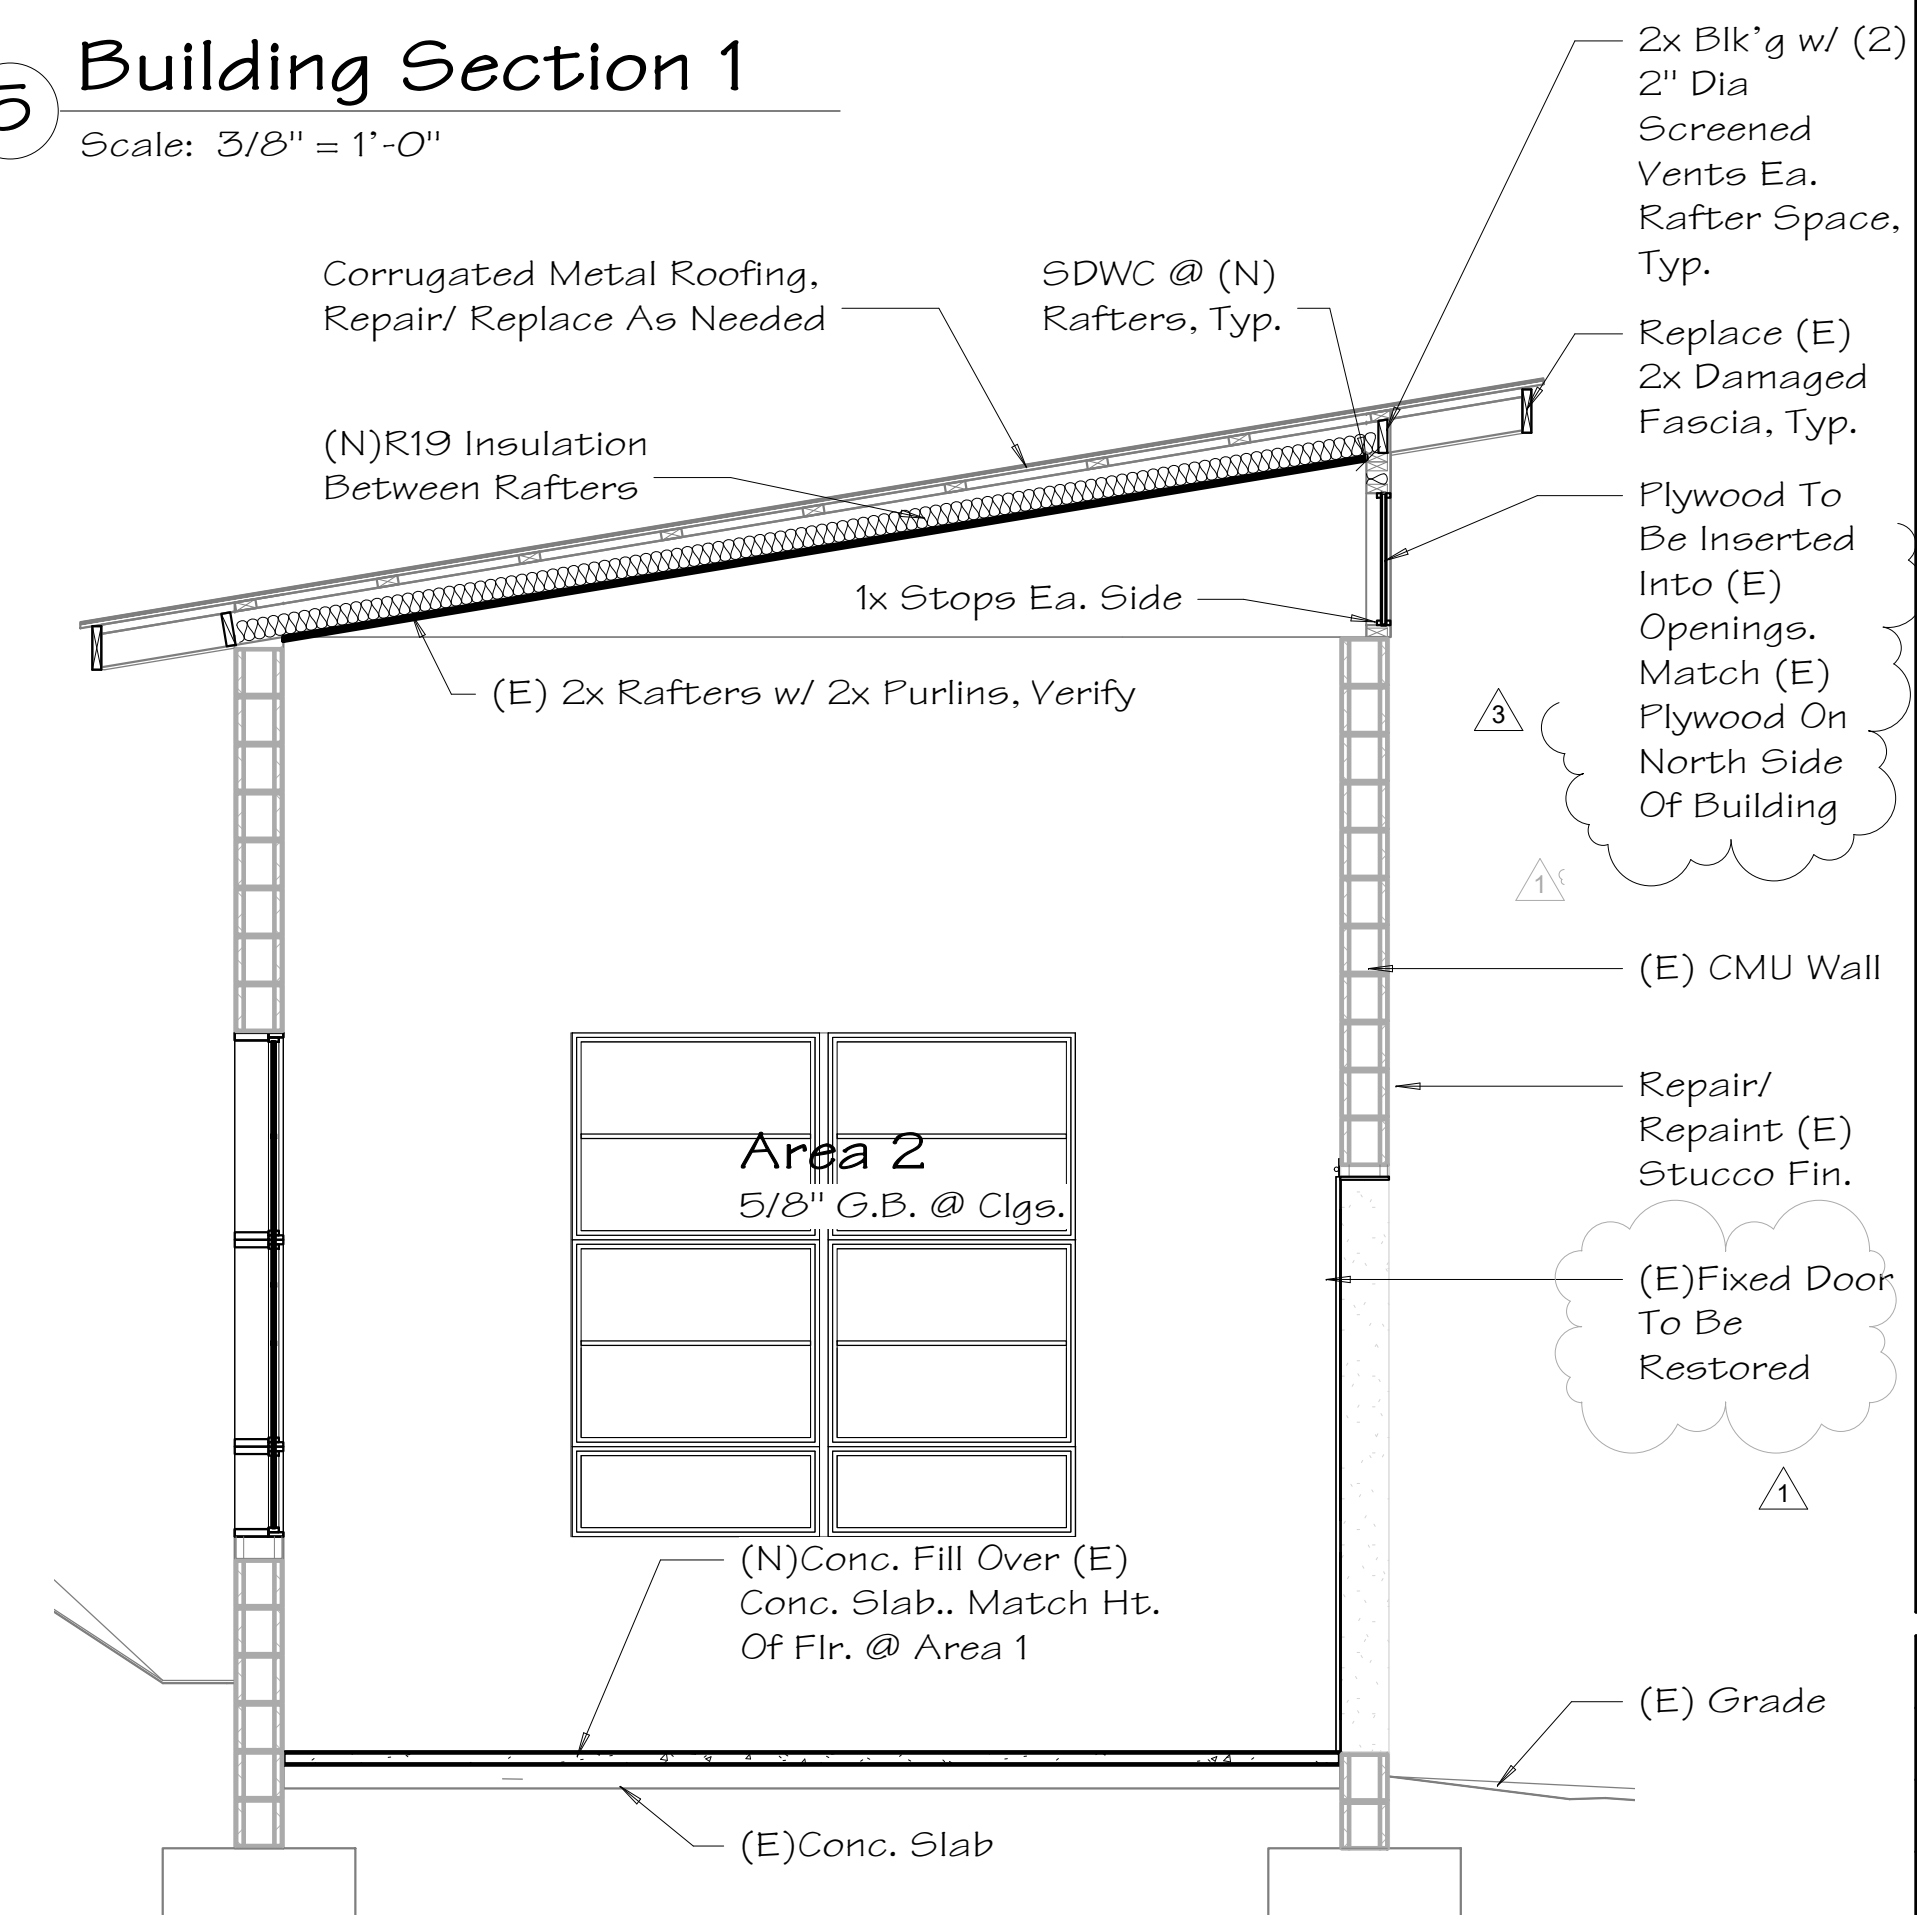 5
Building Section 1
Scale: 3/8" = 1'-0"
2x Blk'g w/ (2)
2" Dia
Screened
Vents Ea.
Rafter Space,
Typ.
Corrugated Metal Roofing,
Repair/ Replace As Needed
SDWC @ (N)
Rafters, Typ.
Replace (E)
2x Damaged
Fascia, Typ.
(N)R19 Insulation
Between Rafters
Plywood To
Be Inserted
Into (E)
Openings.
Match (E)
Plywood On
North Side
Of Building
1x Stops Ea. Side
(E) 2x Rafters w/ 2x Purlins, Verify
3
1
(E) CMU Wall
Repair/
Repaint (E)
Stucco Fin.
Area 2
5/8" G.B. @ Clgs.
(E)Fixed Door
To Be
Restored
1
(N)Conc. Fill Over (E)
Conc. Slab.. Match Ht.
Of Flr. @ Area 1
(E) Grade
(E)Conc. Slab